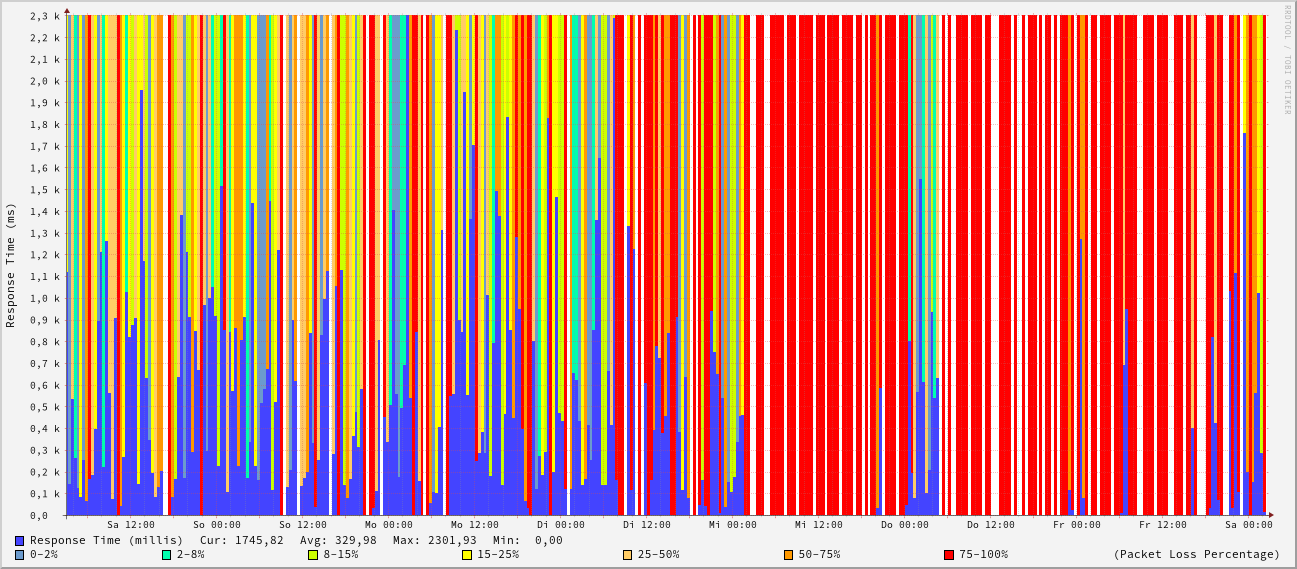 2,3 k
2,2 k
2,1 k
2,0 k
1,9 k
1,8 k
1,7 k
1,6 k
1,5 k
1,4 k
1,3 k
1,2 k
1,1 k
1,0 k
0,9 k
0,8 k
0,7 k
0,6 k
0,5 k
0,4 k
0,3 k
0,2 k
0,1 k
0,0
Response Time (ms)
RRDTOOL / TOBI OETIKER
Sa 12:00 So 00:00 So 12:00 Mo 00:00 Mo 12:00 Di 00:00 Di 12:00 Mi 00:00 Mi 12:00 Do 00:00 Do 12:00 Fr 00:00 Fr 12:00 Sa 00:00
Response Time (millis) Cur: 1745,82 Avg: 329,98 Max: 2301,93 Min: 0,00
0-2% 2-8% 8-15% 15-25% 25-50% 50-75% 75-100% (Packet Loss Percentage)